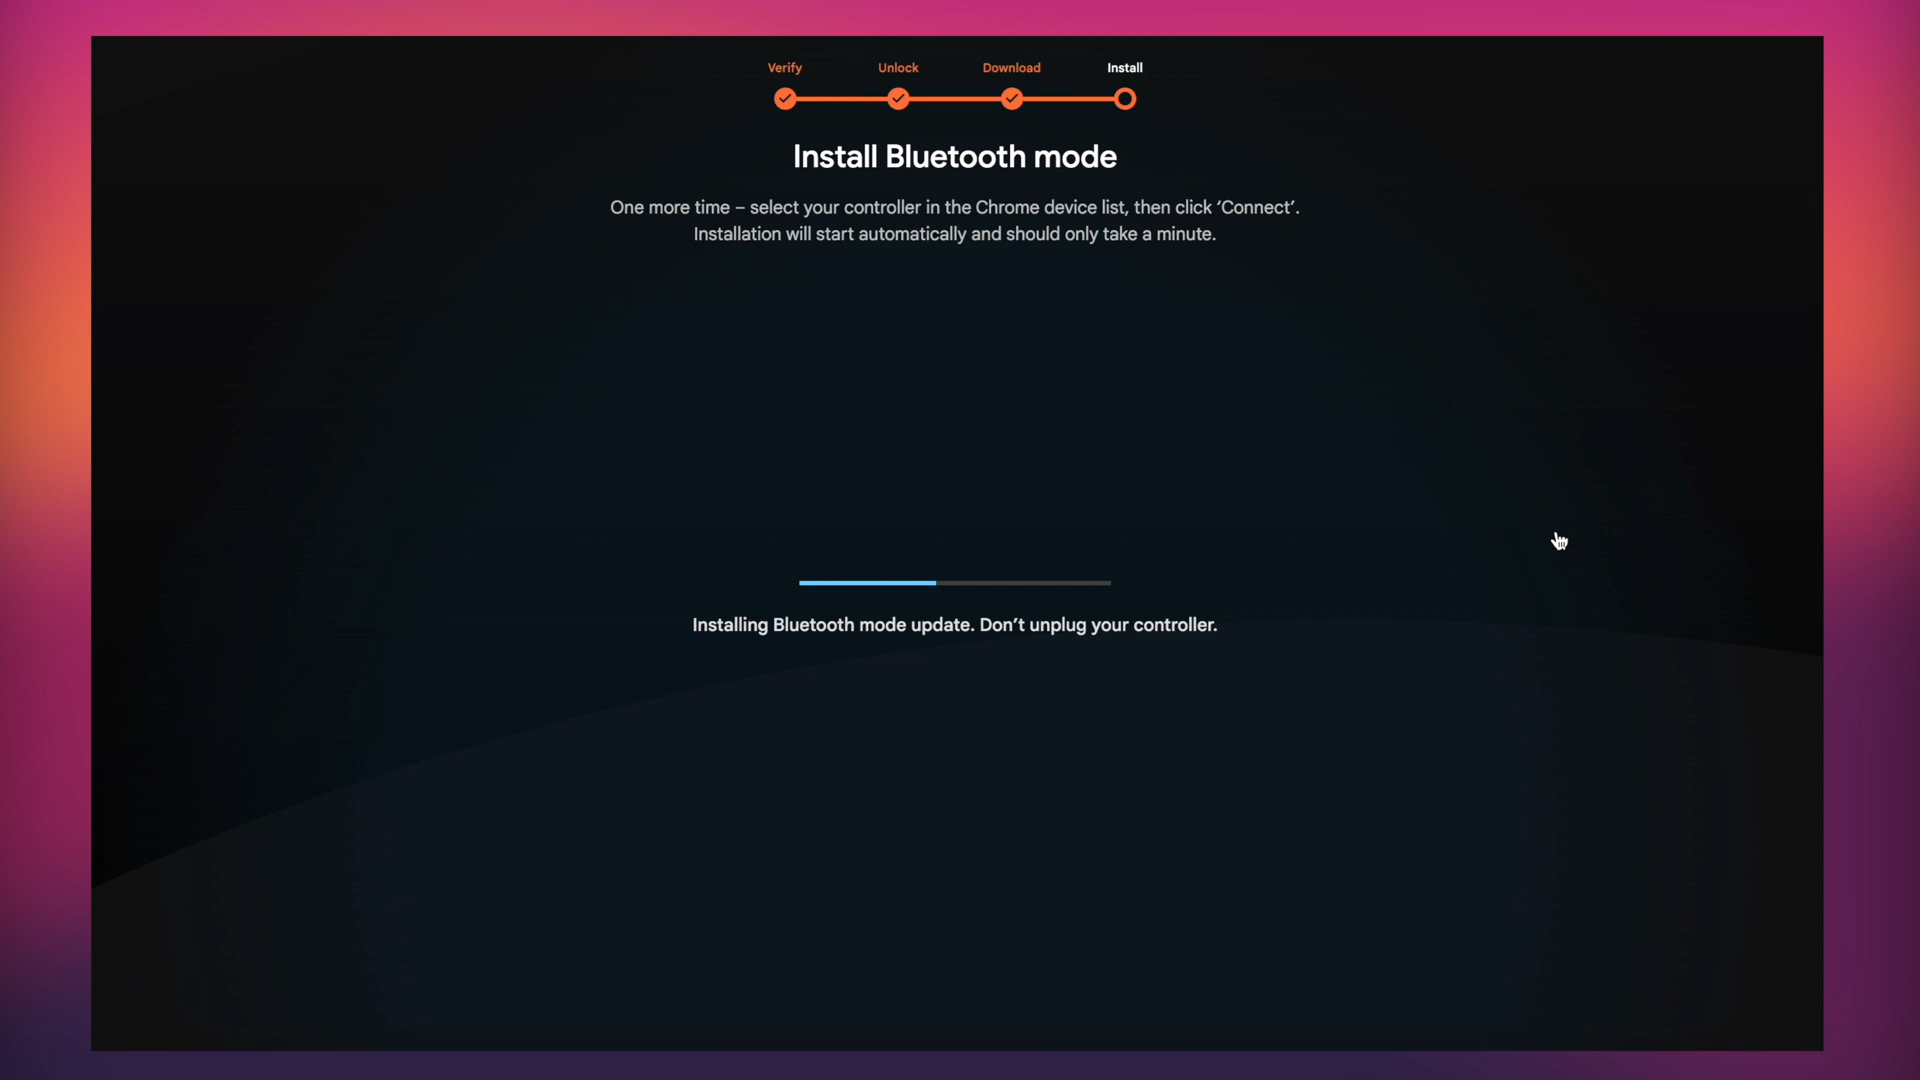 Verify
Unlock
Download
Install
Install Bluetooth mode
One more time – select your controller in the Chrome device list, then click ‘Connect’.
Installation will start automatically and should only take a minute.
Installing Bluetooth mode update. Don’t unplug your controller.